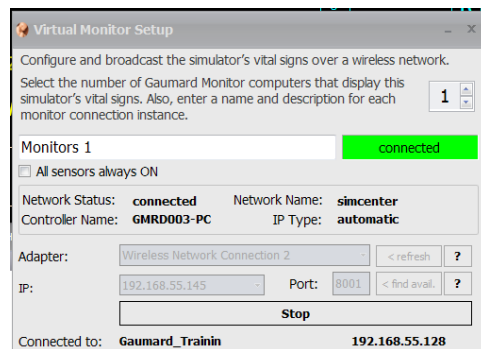 Virtual Monitor Setup
Configure and broadcast the simulator's vital signs over a wireless network.
Select the number of Gaumard Monitor computers that display this
simulator's vital signs. Also, enter a name and description for each
monitor connection instance.
1
Monitors 1 connected
All sensors always ON
Network Status: connected Network Name: simcenter
Controller Name: GMRD003-PC IP Type: automatic
Adapter: Wireless Network Connection 2 < refresh ?
IP: 192.168.55.145 Port: 8001 < find avail. ?
Stop
Connected to: Gaumard_Trainin 192.168.55.128